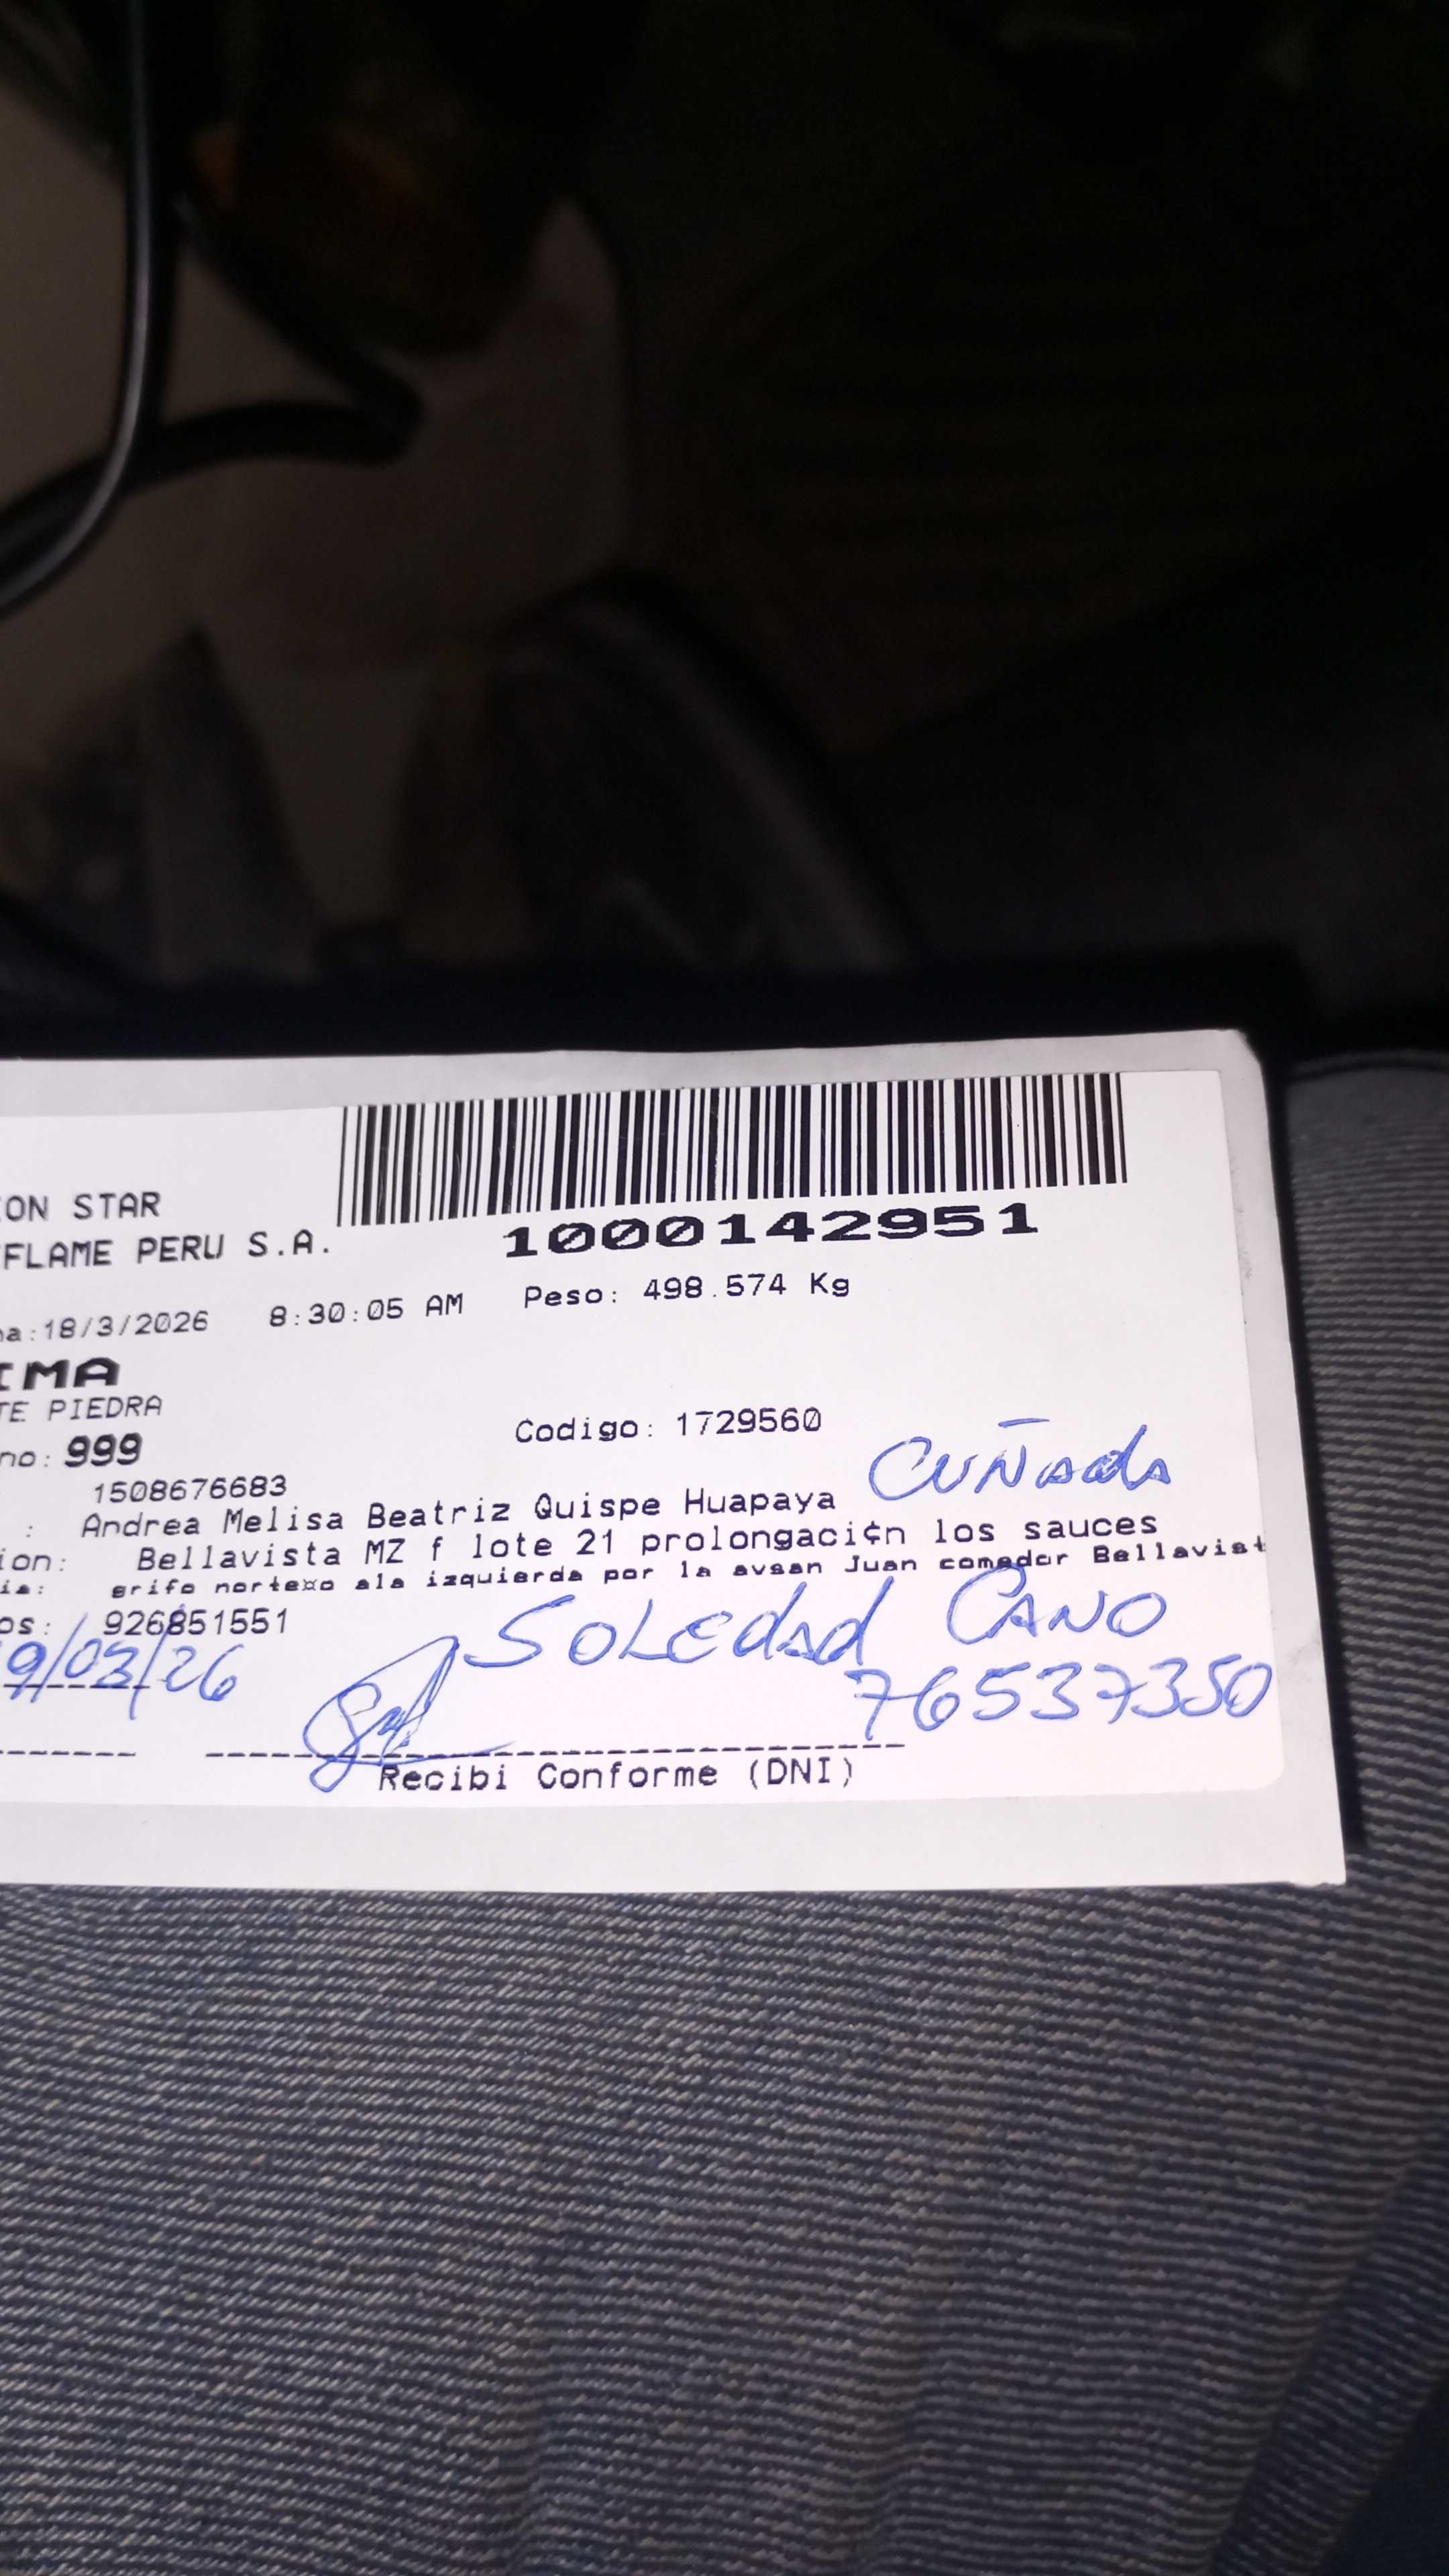 ON STAR
FLAME PERU S.A.
1000142951
a:18/3/2026 8:30:05 AM Peso: 498.574 Kg
IMA
TE PIEDRA
no: 999 Codigo: 1729560
CUÑADA
1508676683
: Andrea Melisa Beatriz Quispe Huapaya
ion: Bellavista MZ f lote 21 prolongaci¢n los sauces
ia: grifo norte¤o ala izquierda por la avsan Juan comedor Bellavist
os: 926851551
SOLEDAD CANO
9/03/26
76537350
Recibi Conforme (DNI)